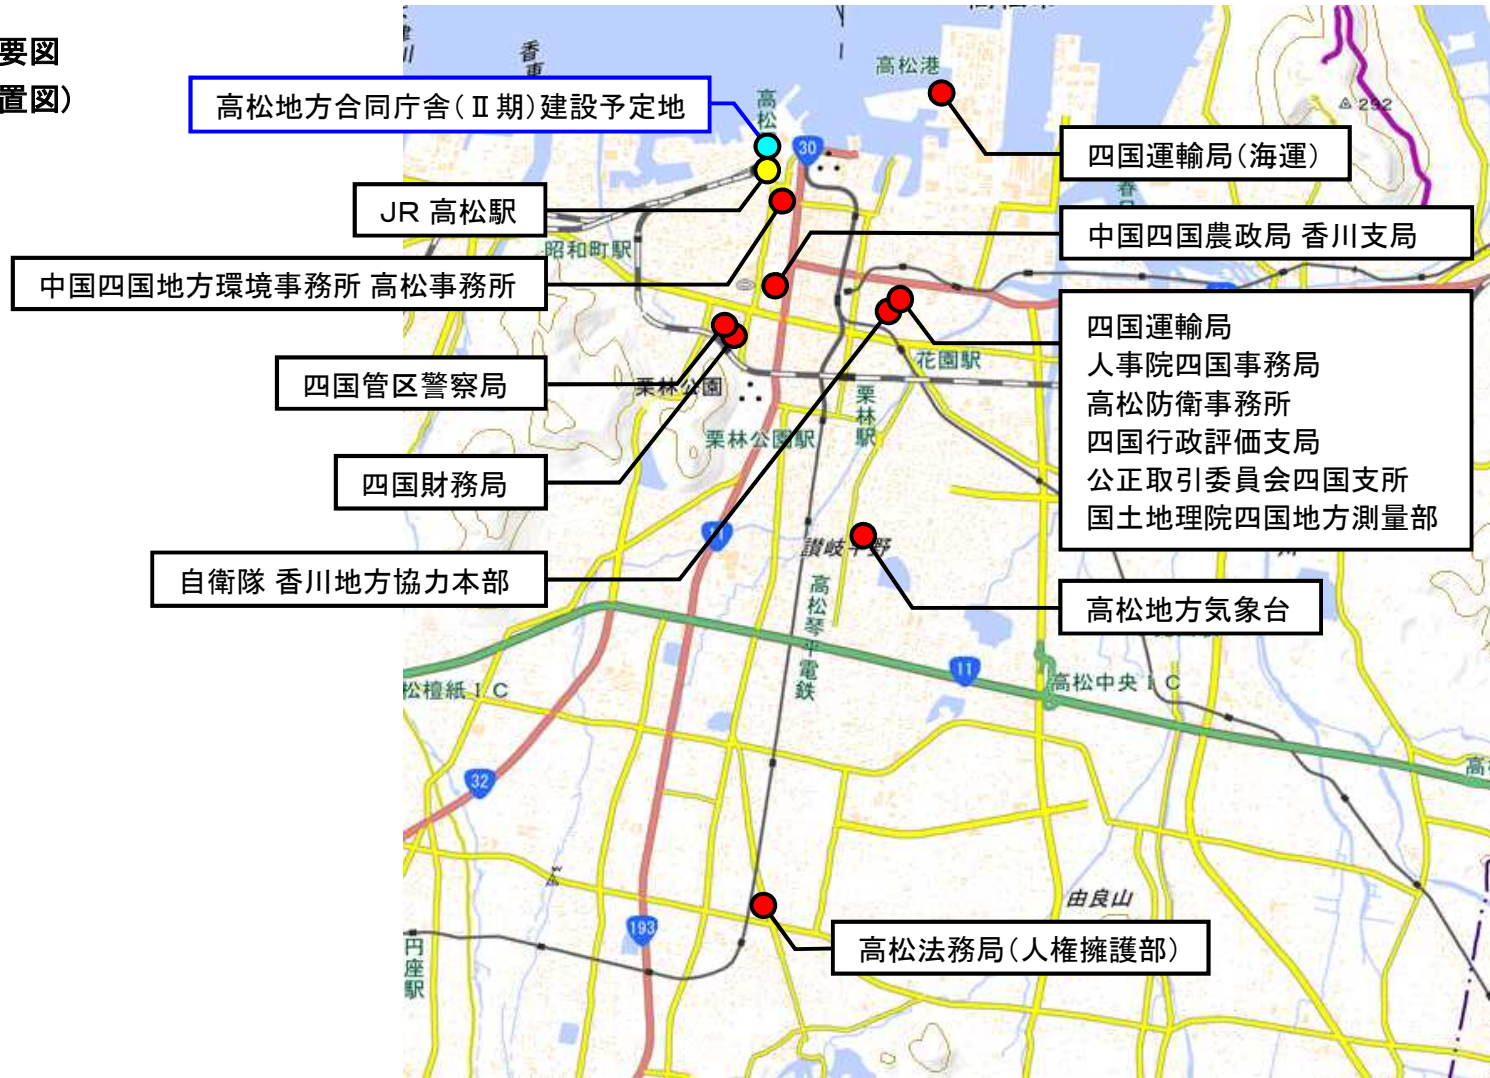 要図
置図）
高松港
292
高松地方合同庁舎（Ⅱ期）建設予定地
高松
30
四国運輸局（海運）
JR 高松駅
中国四国農政局 香川支局
昭和町駅
中国四国地方環境事務所 高松事務所
四国運輸局
人事院四国事務局
高松防衛事務所
四国行政評価支局
公正取引委員会四国支所
国土地理院四国地方測量部
花園駅
四国管区警察局
栗林公園
栗林駅
栗林公園駅
四国財務局
11
讃岐平野
自衛隊 香川地方協力本部
高松琴平電鉄
高松地方気象台
11
松檀紙ＩＣ
高松中央ＩＣ
32
由良山
193
高松法務局（人権擁護部）
円座駅